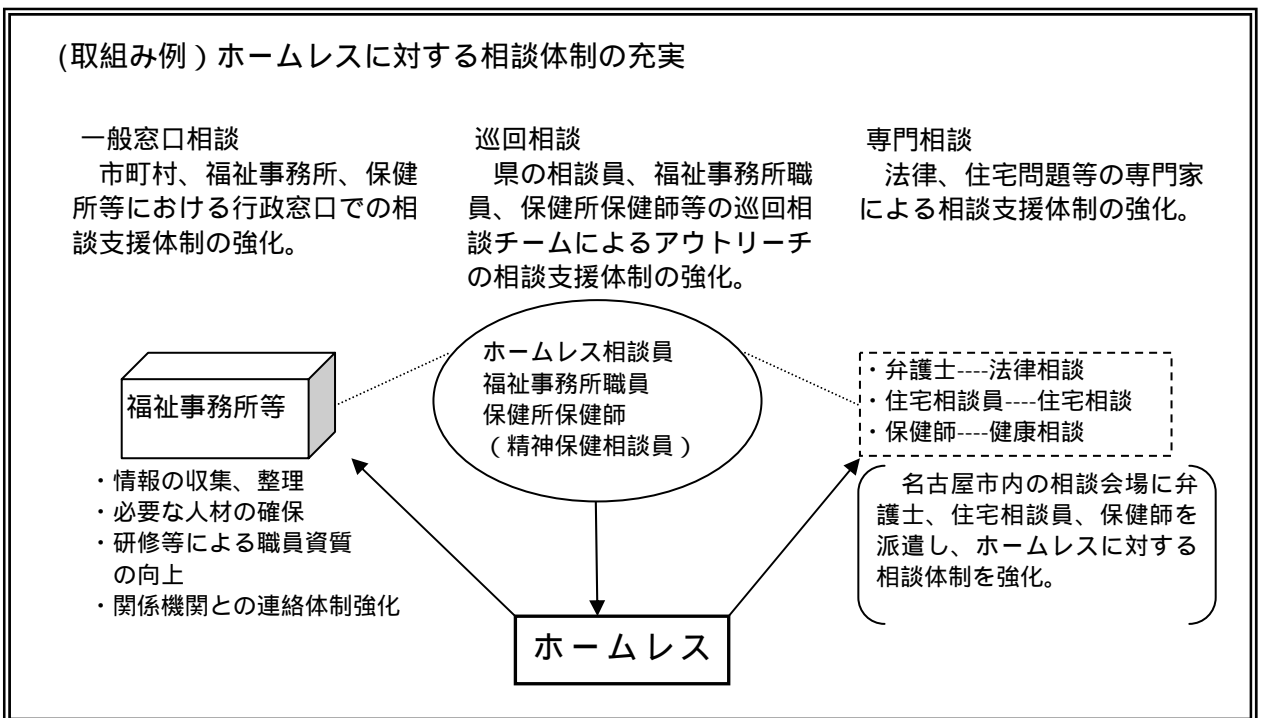 (取組み例)ホームレスに対する相談体制の充実
一般窓口相談
市町村、福祉事務所、保健
所等における行政窓口での相
談支援体制の強化。
巡回相談
県の相談員、福祉事務所職
員、保健所保健師等の巡回相
談チームによるアウトリーチ
の相談支援体制の強化。
専門相談
法律、住宅問題等の専門家
による相談支援体制の強化。
福祉事務所等
・情報の収集、整理
・必要な人材の確保
・研修等による職員資質
の向上
・関係機関との連絡体制強化
ホームレス相談員
福祉事務所職員
保健所保健師
(精神保健相談員)
・弁護士----法律相談
・住宅相談員----住宅相談
・保健師----健康相談
名古屋市内の相談会場に弁
護士、住宅相談員、保健師を
派遣し、ホームレスに対する
相談体制を強化。
ホームレス